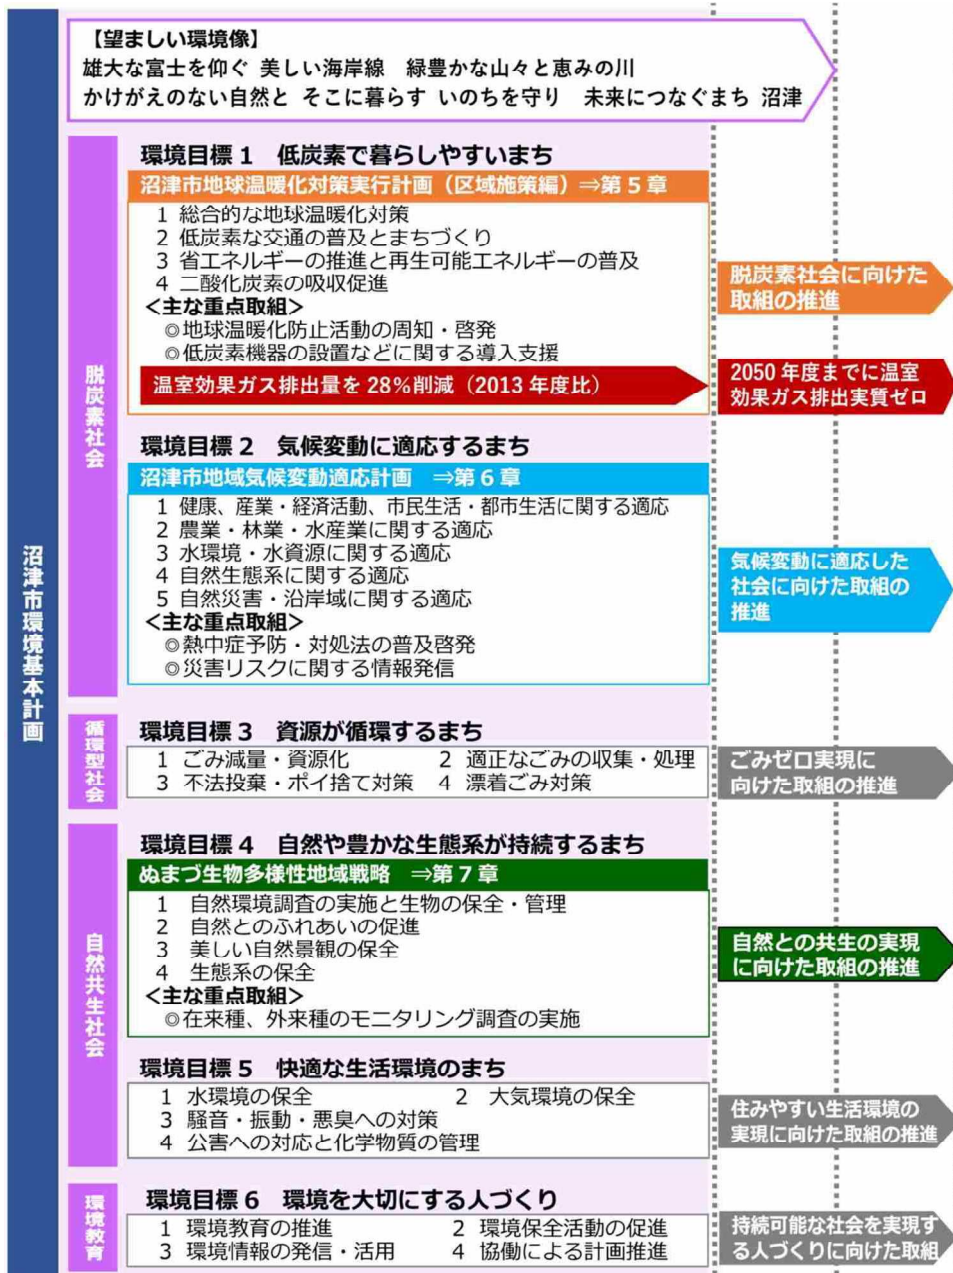 【望ましい環境像】
雄大な富士を仰ぐ 美しい海岸線　緑豊かな山々と恵みの川
かけがえのない自然と そこに暮らす いのちを守り　未来につなぐまち 沼津
沼津市環境基本計画
脱炭素社会
環境目標1　低炭素で暮らしやすいまち
沼津市地球温暖化対策実行計画（区域施策編）⇒第5章
1 総合的な地球温暖化対策
2 低炭素な交通の普及とまちづくり
3 省エネルギーの推進と再生可能エネルギーの普及
4 二酸化炭素の吸収促進
＜主な重点取組＞
◎地球温暖化防止活動の周知・啓発
◎低炭素機器の設置などに関する導入支援
温室効果ガス排出量を28％削減（2013年度比）
脱炭素社会に向けた
取組の推進
2050年度までに温室
効果ガス排出実質ゼロ
環境目標2　気候変動に適応するまち
沼津市地域気候変動適応計画　⇒第6章
1 健康、産業・経済活動、市民生活・都市生活に関する適応
2 農業・林業・水産業に関する適応
3 水環境・水資源に関する適応
4 自然生態系に関する適応
5 自然災害・沿岸域に関する適応
＜主な重点取組＞
◎熱中症予防・対処法の普及啓発
◎災害リスクに関する情報発信
気候変動に適応した
社会に向けた取組の
推進
循環型社会
環境目標3　資源が循環するまち
1 ごみ減量・資源化　2 適正なごみの収集・処理
3 不法投棄・ポイ捨て対策　4 漂着ごみ対策
ごみゼロ実現に
向けた取組の推進
自然共生社会
環境目標4　自然や豊かな生態系が持続するまち
ぬまづ生物多様性地域戦略　⇒第7章
1 自然環境調査の実施と生物の保全・管理
2 自然とのふれあいの促進
3 美しい自然景観の保全
4 生態系の保全
＜主な重点取組＞
◎在来種、外来種のモニタリング調査の実施
自然との共生の実現
に向けた取組の推進
環境目標5　快適な生活環境のまち
1 水環境の保全　2 大気環境の保全
3 騒音・振動・悪臭への対策
4 公害への対応と化学物質の管理
住みやすい生活環境の
実現に向けた取組の推進
環境教育
環境目標6　環境を大切にする人づくり
1 環境教育の推進　2 環境保全活動の促進
3 環境情報の発信・活用　4 協働による計画推進
持続可能な社会を実現す
る人づくりに向けた取組